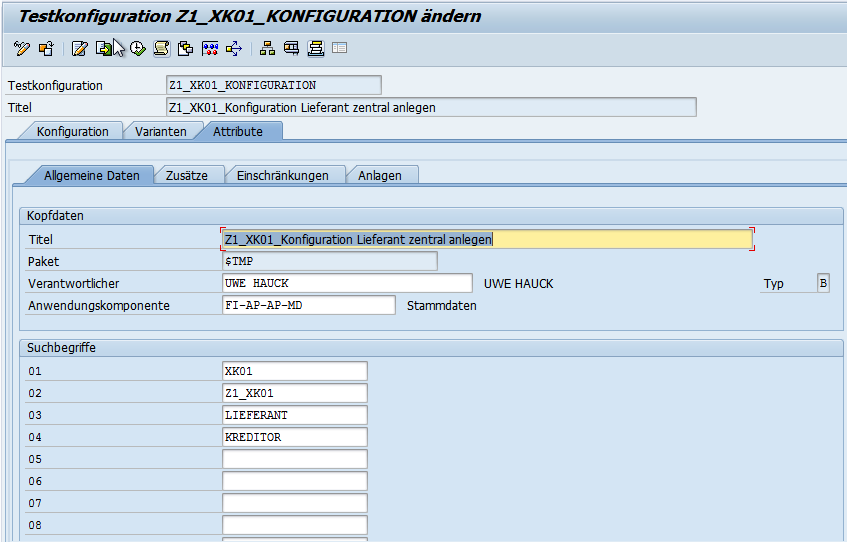 Testkonfiguration Z1_XK01_KONFIGURATION ändern
Testkonfiguration Z1_XK01_KONFIGURATION
Titel Z1_XK01_Konfiguration Lieferant zentral anlegen
Konfiguration Varianten Attribute
Allgemeine Daten Zusätze Einschränkungen Anlagen
Kopfdaten
Titel Z1_XK01_Konfiguration Lieferant zentral anlegen
Paket $TMP
Verantwortlicher UWE HAUCK UWE HAUCK Typ B
Anwendungskomponente FI-AP-AP-MD Stammdaten
Suchbegriffe
01 XK01
02 Z1_XK01
03 LIEFERANT
04 KREDITOR
05
06
07
08